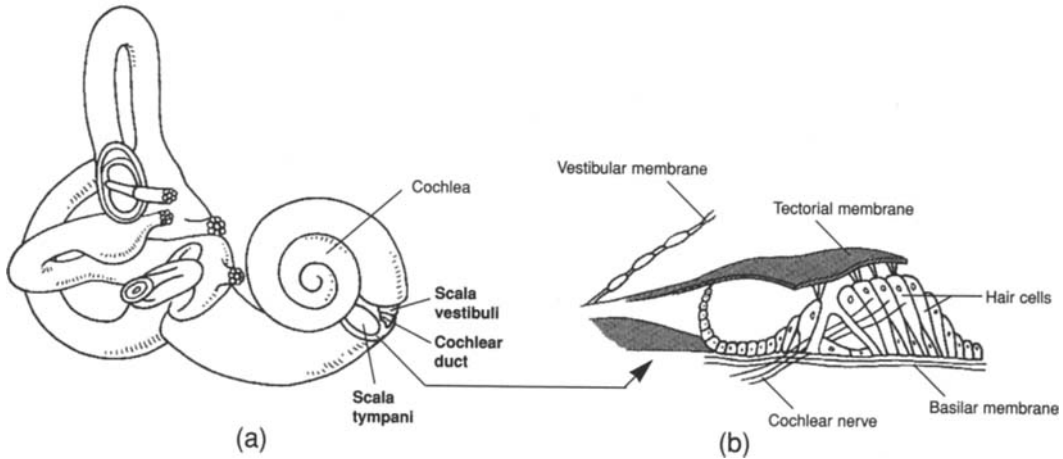 Cochlea
Scala
vestibuli
Cochlear
duct
Scala
tympani
(a)
Vestibular membrane
Tectorial membrane
Hair cells
Basilar membrane
Cochlear nerve
(b)